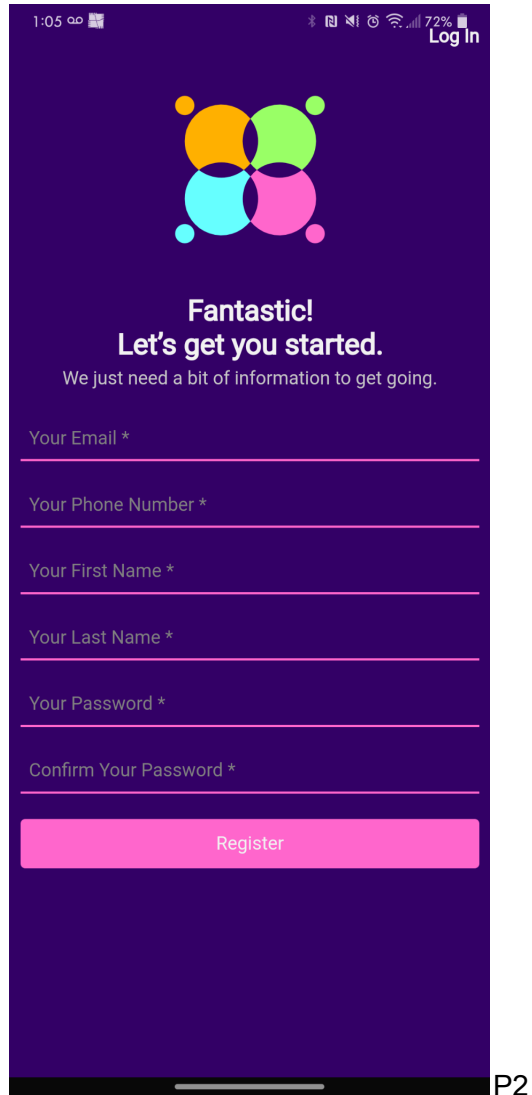 1:05
72%
Log In
Fantastic!
Let's get you started.
We just need a bit of information to get going.
Your Email *
Your Phone Number *
Your First Name *
Your Last Name *
Your Password *
Confirm Your Password *
Register
P2